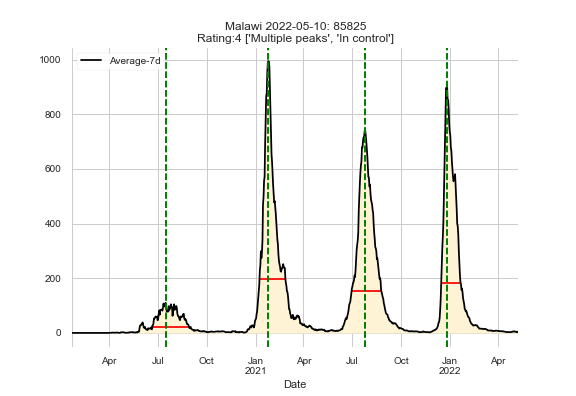 Malawi 2022-05-10: 85825
Rating:4 ['Multiple peaks', 'In control']
Average-7d
1000
800
600
400
200
0
Apr Jul Oct Jan Apr Jul Oct Jan Apr
2021 2022
Date